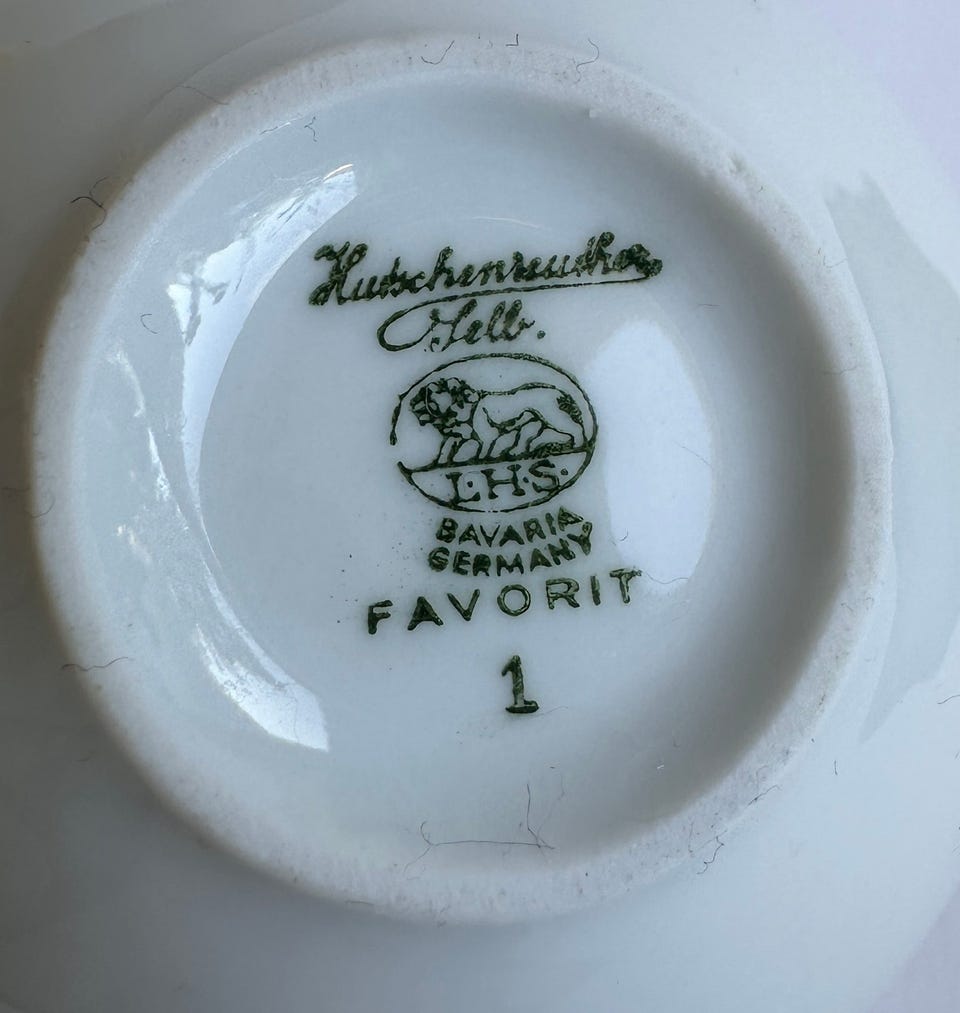 Hutschenreuther
Selb.
L.H.S.
BAVARIA
GERMANY
FAVORIT
1